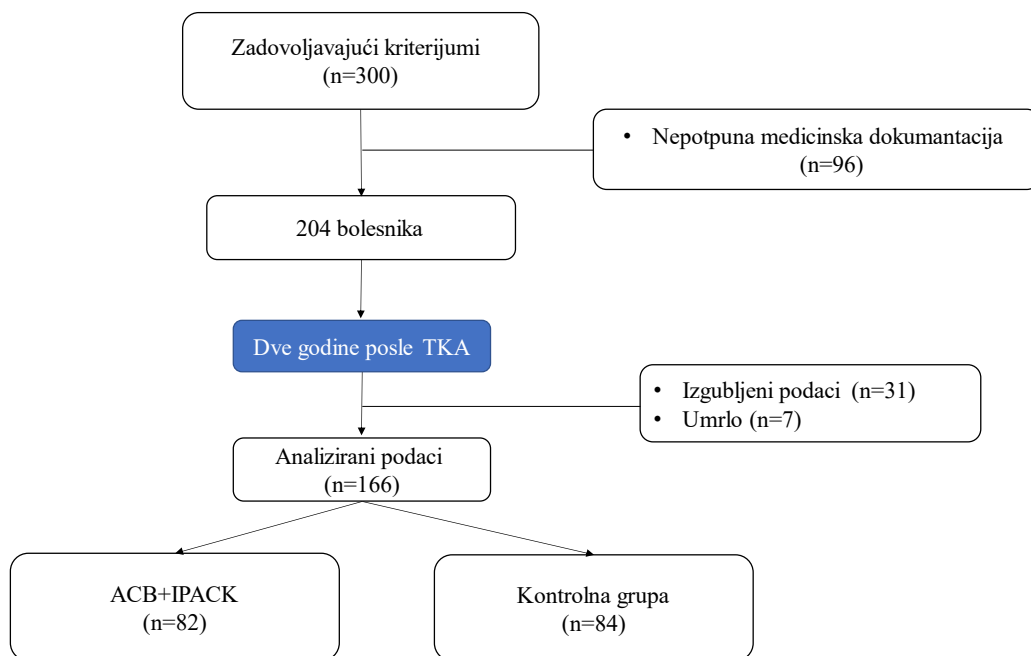 Zadovoljavajući kriterijumi
(n=300)
• Nepotpuna medicinska dokumantacija
(n=96)
204 bolesnika
Dve godine posle TKA
• Izgubljeni podaci (n=31)
• Umrlo (n=7)
Analizirani podaci
(n=166)
ACB+IPACK
(n=82)
Kontrolna grupa
(n=84)